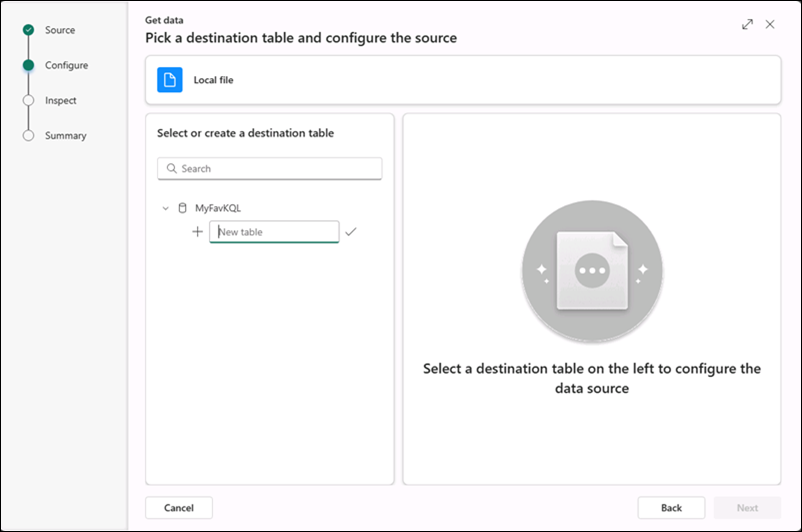 Source
Configure
Inspect
Summary
Get data
Pick a destination table and configure the source
Local file
Select or create a destination table
Search
MyFavKQL
New table
Select a destination table on the left to configure the
data source
Cancel
Back
Next